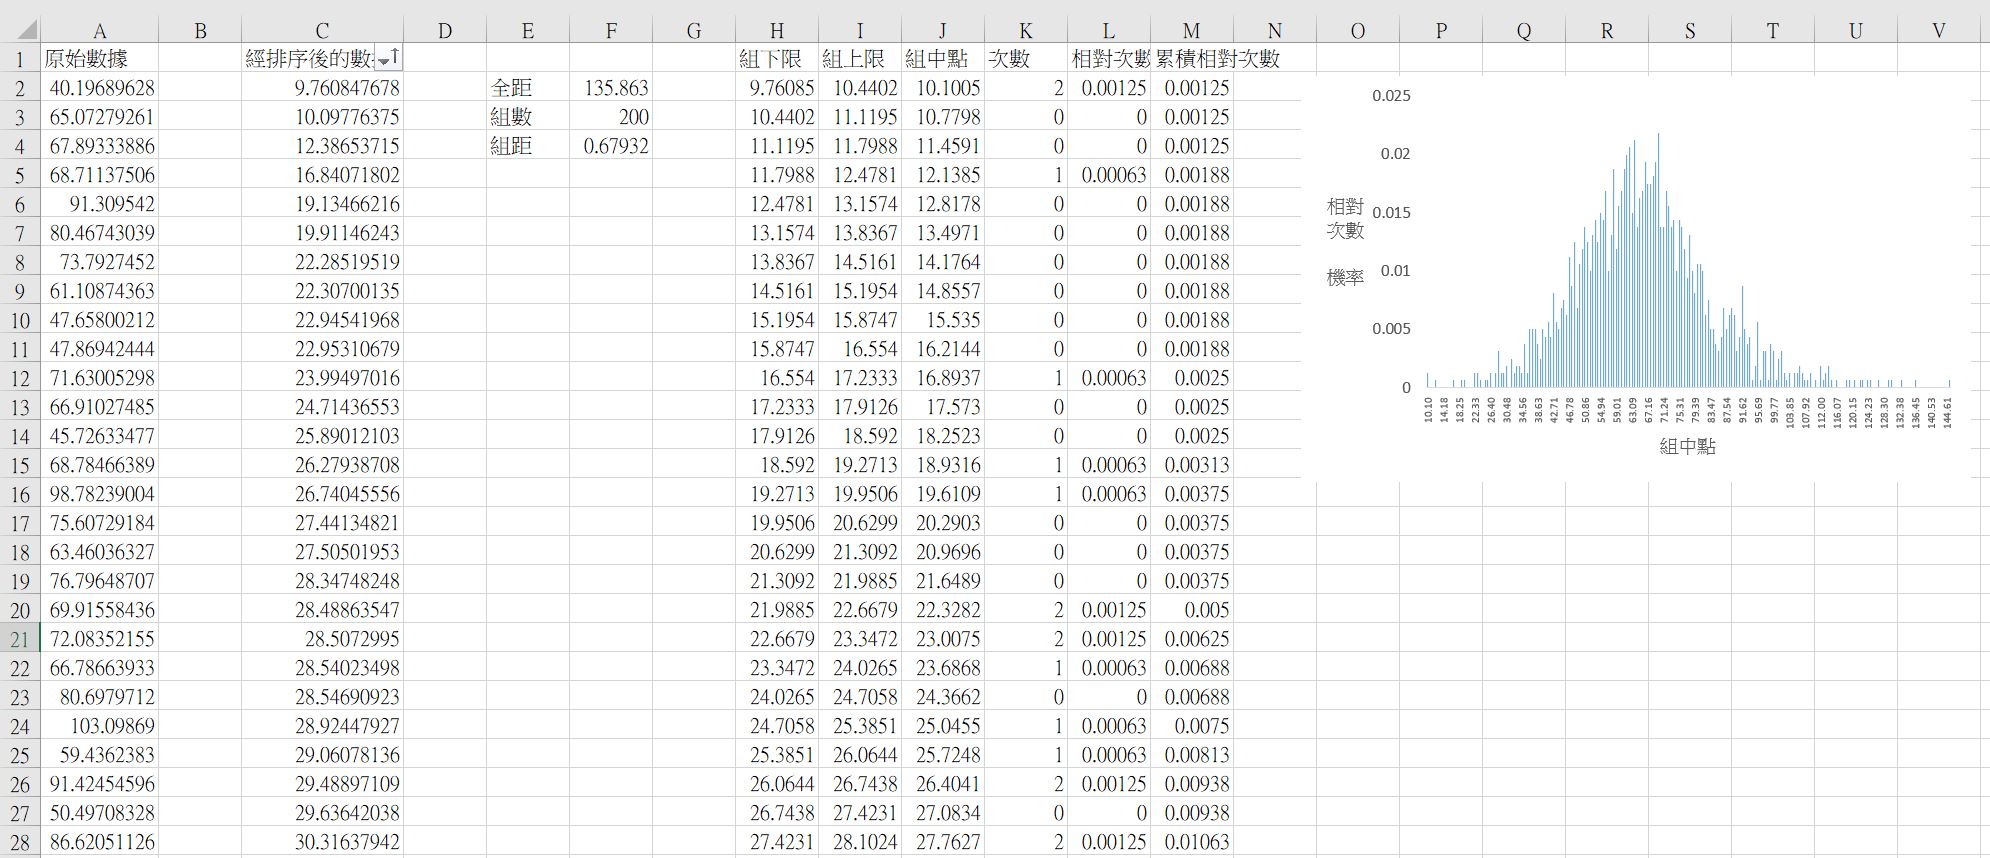 A B C D E F G H I J K L M N O P Q R S T U V
1 原始數據 經排序後的數 組下限 組上限 組中點 次數 相對次數 累積相對次數
2 40.19689628 9.760847678 全距 135.863 9.76085 10.4402 10.1005 2 0.00125 0.00125
3 65.07279261 10.09776375 組數 200 10.4402 11.1195 10.7798 0 0 0.00125
4 67.89333886 12.38653715 組距 0.67932 11.1195 11.7988 11.4591 0 0 0.00125
5 68.71137506 16.84071802 11.7988 12.4781 12.1385 1 0.00063 0.00188
6 91.309542 19.13466216 12.4781 13.1574 12.8178 0 0 0.00188
7 80.46743039 19.91146243 13.1574 13.8367 13.4971 0 0 0.00188
8 73.7927452 22.28519519 13.8367 14.5161 14.1764 0 0 0.00188
9 61.10874363 22.30700135 14.5161 15.1954 14.8557 0 0 0.00188
10 47.65800212 22.94541968 15.1954 15.8747 15.535 0 0 0.00188
11 47.86942444 22.95310679 15.8747 16.554 16.2144 0 0 0.00188
12 71.63005298 23.99497016 16.554 17.2333 16.8937 1 0.00063 0.0025
13 66.91027485 24.71436553 17.2333 17.9126 17.573 0 0 0.0025
14 45.72633477 25.89012103 17.9126 18.592 18.2523 0 0 0.0025
15 68.78466389 26.27938708 18.592 19.2713 18.9316 1 0.00063 0.00313
16 98.78239004 26.74045556 19.2713 19.9506 19.6109 1 0.00063 0.00375
17 75.60729184 27.44134821 19.9506 20.6299 20.2903 0 0 0.00375
18 63.46036327 27.50501953 20.6299 21.3092 20.9696 0 0 0.00375
19 76.79648707 28.34748248 21.3092 21.9885 21.6489 0 0 0.00375
20 69.91558436 28.48863547 21.9885 22.6679 22.3282 2 0.00125 0.005
21 72.08352155 28.5072995 22.6679 23.3472 23.0075 2 0.00125 0.00625
22 66.78663933 28.54023498 23.3472 24.0265 23.6868 1 0.00063 0.00688
23 80.6979712 28.54690923 24.0265 24.7058 24.3662 0 0 0.00688
24 103.09869 28.92447927 24.7058 25.3851 25.0455 1 0.00063 0.0075
25 59.4362383 29.06078136 25.3851 26.0644 25.7248 1 0.00063 0.00813
26 91.42454596 29.48897109 26.0644 26.7438 26.4041 2 0.00125 0.00938
27 50.49708328 29.63642038 26.7438 27.4231 27.0834 0 0 0.00938
28 86.62051126 30.31637942 27.4231 28.1024 27.7627 2 0.00125 0.01063
0.025
0.02
0.015
0.01
0.005
0
相對
次數
機率
10.10 14.18 18.25 22.33 26.40 30.48 34.56 38.63 42.71 46.78 50.86 54.94 59.01 63.09 67.16 71.24 75.31 79.39 83.47 87.54 91.62 95.69 99.77 103.85 107.92 112.00 116.07 120.15 124.23 128.30 132.38 136.45 140.53 144.61
組中點